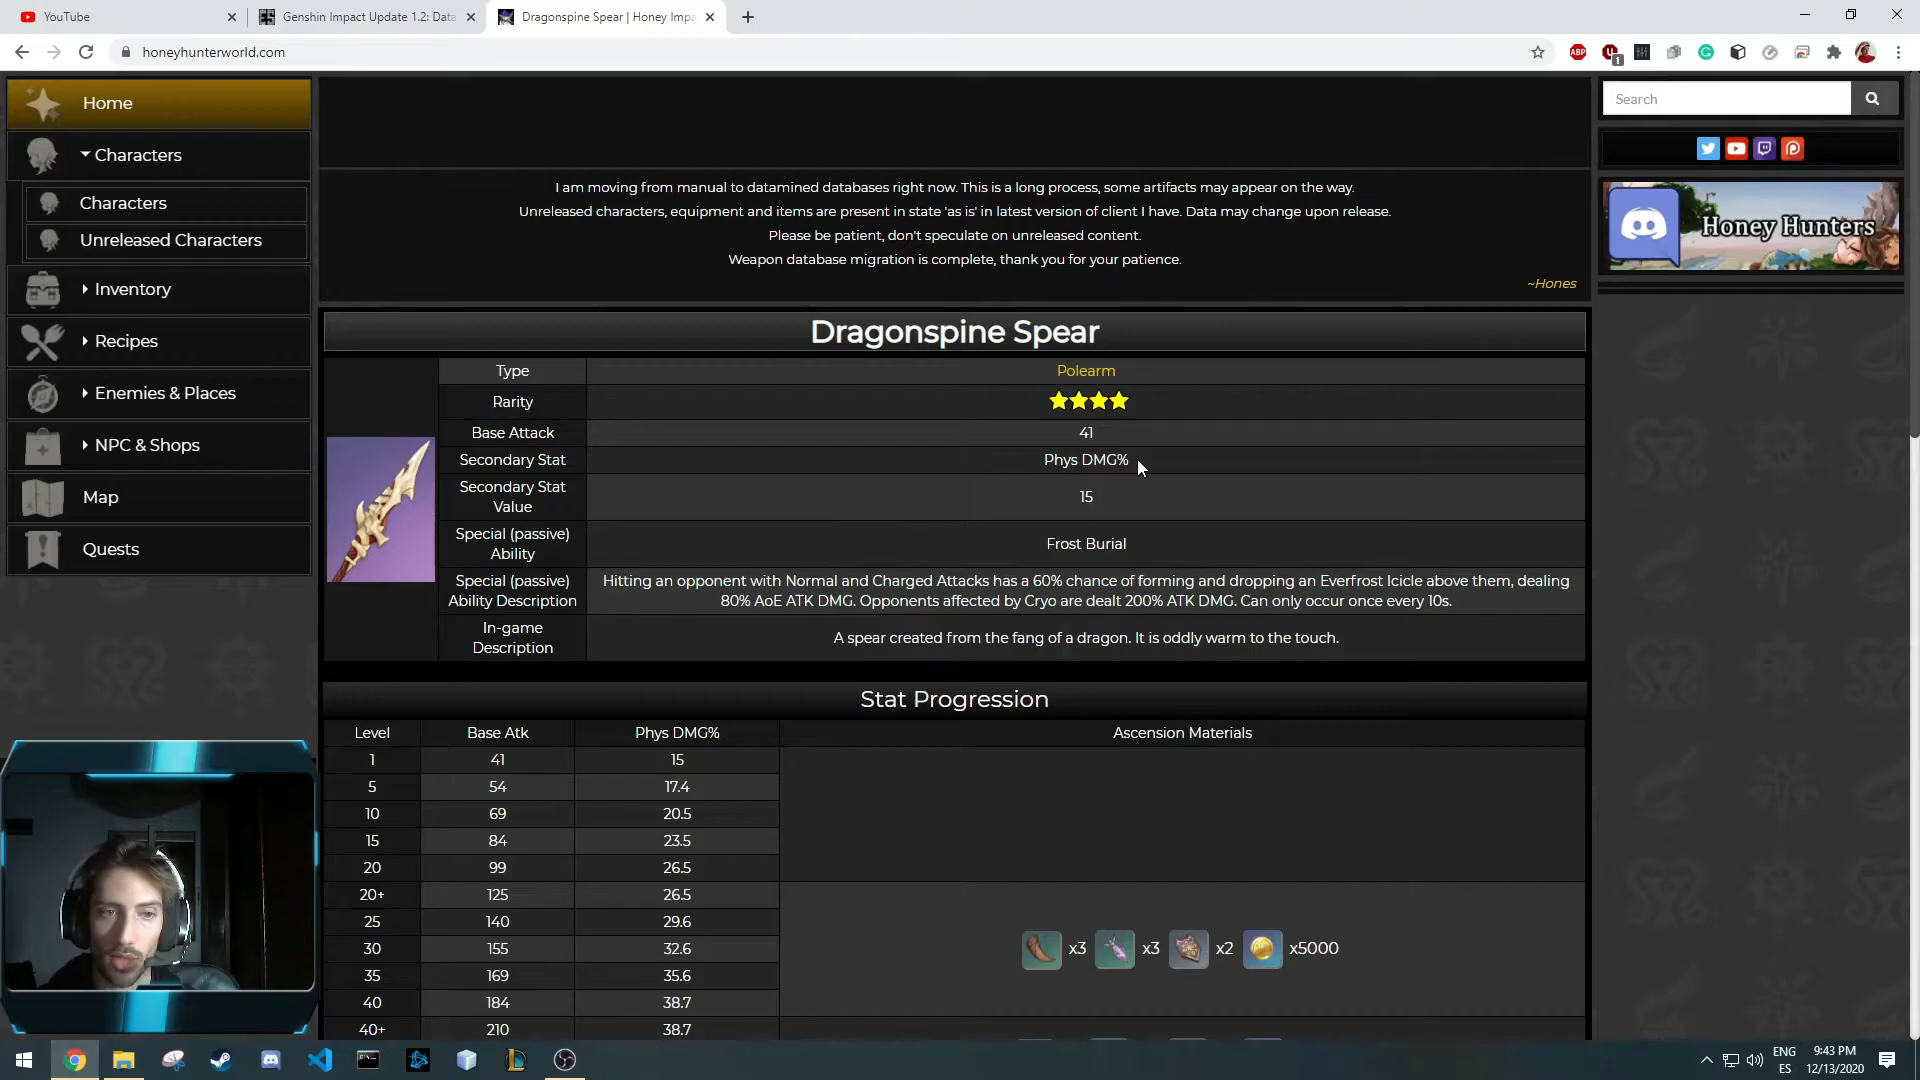 YouTube
Genshin Impact Update 1.2: Data
Dragonspine Spear | Honey Impa
honeyhunterworld.com
ABP
1
Home
Characters
Characters
Unreleased Characters
Inventory
Recipes
Enemies & Places
NPC & Shops
Map
Quests
I am moving from manual to datamined databases right now. This is a long process, some artifacts may appear on the way.
Unreleased characters, equipment and items are present in state 'as is' in latest version of client I have. Data may change upon release.
Please be patient, don't speculate on unreleased content.
Weapon database migration is complete, thank you for your patience.
~Hones
Search
Honey Hunters
Dragonspine Spear
Type Polearm
Rarity
Base Attack 41
Secondary Stat Phys DMG%
Secondary Stat
Value 15
Special (passive)
Ability Frost Burial
Special (passive) Hitting an opponent with Normal and Charged Attacks has a 60% chance of forming and dropping an Everfrost Icicle above them, dealing
Ability Description 80% AoE ATK DMG. Opponents affected by Cryo are dealt 200% ATK DMG. Can only occur once every 10s.
In-game
Description A spear created from the fang of a dragon. It is oddly warm to the touch.
Stat Progression
Level Base Atk Phys DMG% Ascension Materials
1 41 15
5 54 17.4
10 69 20.5
15 84 23.5
20 99 26.5
20+ 125 26.5
25 140 29.6
30 155 32.6
x3 x3 x2 x5000
35 169 35.6
40 184 38.7
40+ 210 38.7
ENG
ES
9:43 PM
12/13/2020